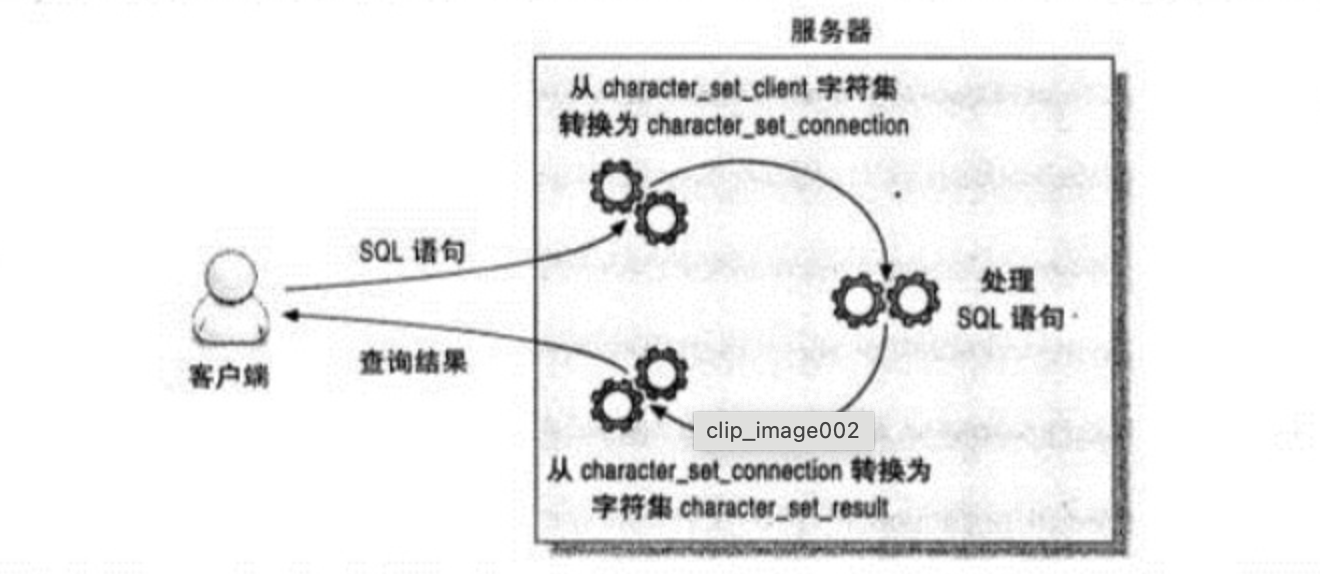 服务器
从 character_set_client 字符集
转换为 character_set_connection
SQL 语句
处理
SQL 语句
客户端
查询结果
clip_image002
从 character_set_connection 转换为
字符集 character_set_result